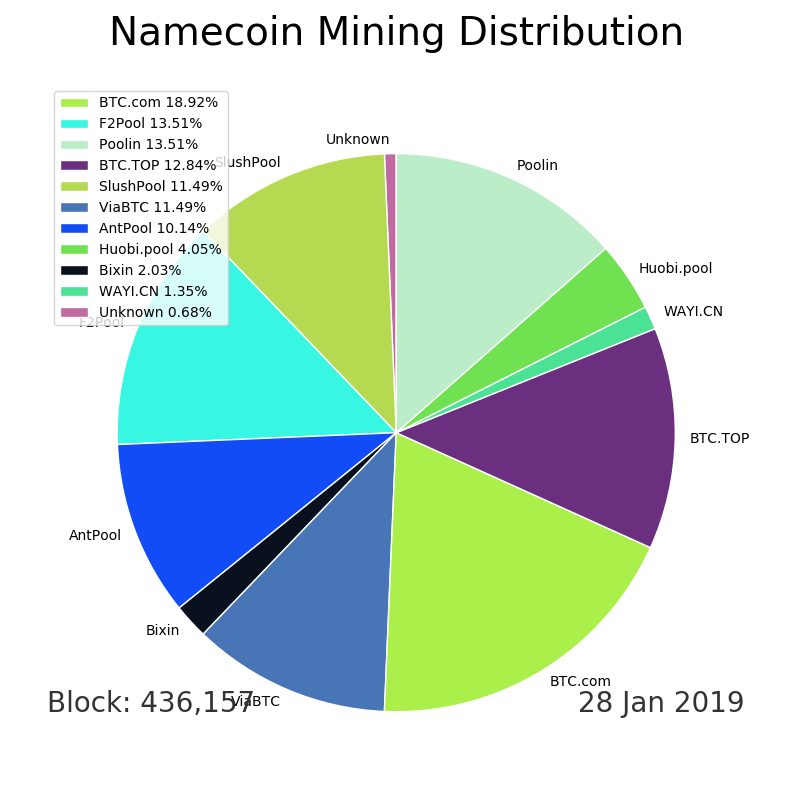 Namecoin Mining Distribution
BTC.com 18.92%
F2Pool 13.51%
Poolin 13.51%
BTC.TOP 12.84%
SlushPool 11.49%
ViaBTC 11.49%
AntPool 10.14%
Huobi.pool 4.05%
Bixin 2.03%
WAYI.CN 1.35%
Unknown 0.68%
Unknown
SlushPool
Poolin
Huobi.pool
WAYI.CN
F2Pool
BTC.TOP
AntPool
Bixin
BTC.com
ViaBTC
Block: 436,157
28 Jan 2019